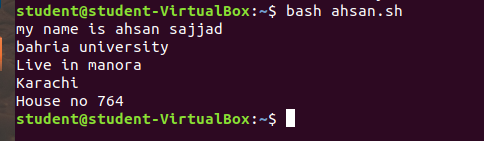 student@student-VirtualBox:~$ bash ahsan.sh
my name is ahsan sajjad
bahria university
Live in manora
Karachi
House no 764
student@student-VirtualBox:~$